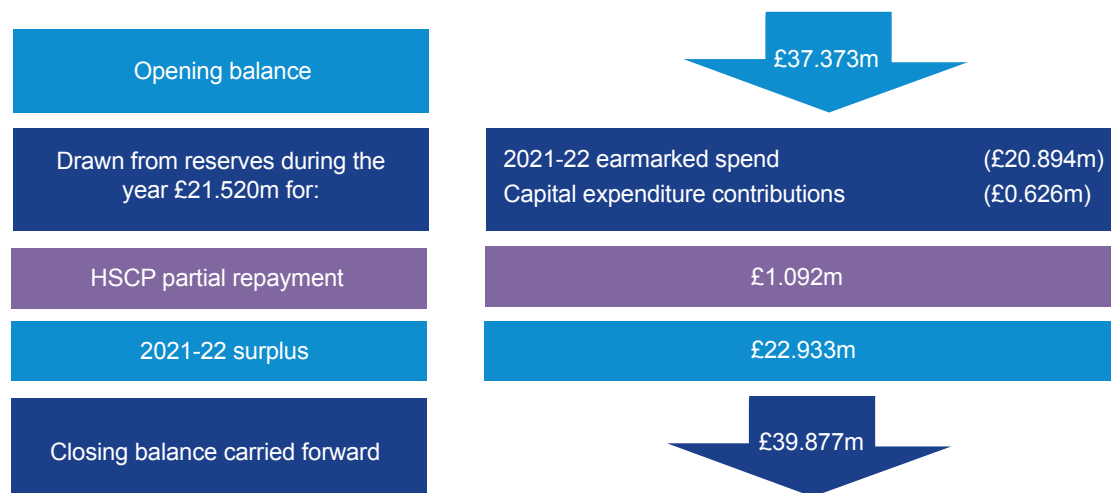 Opening balance
£37.373m
Drawn from reserves during the
year £21.520m for:
2021-22 earmarked spend (£20.894m)
Capital expenditure contributions (£0.626m)
HSCP partial repayment
£1.092m
2021-22 surplus
£22.933m
Closing balance carried forward
£39.877m